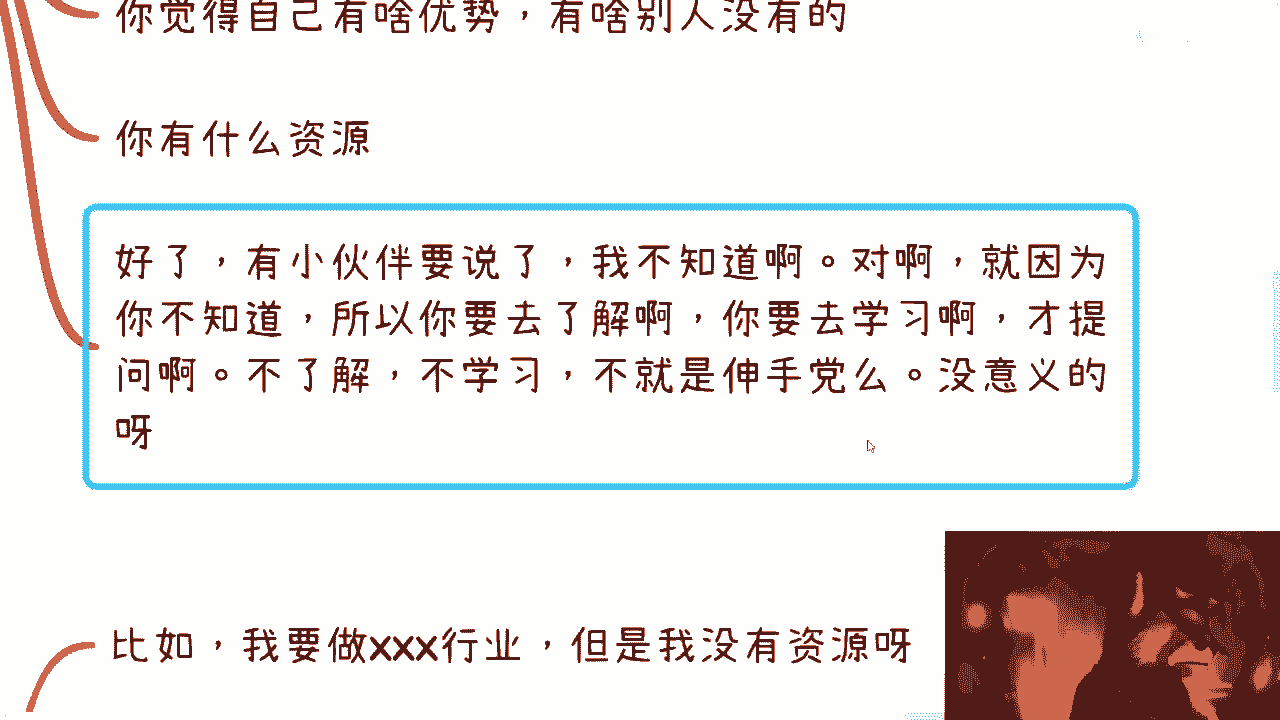 你觉得自己有啥优势，有啥别人没有的
你有什么资源
好了，有小伙伴要说了，我不知道啊。对啊，就因为
你不知道，所以你要去了解啊，你要去学习啊，才提
问啊。不了解，不学习，不就是伸手党么。没意义的
呀
比如，我要做xxx行业，但是我没有资源呀